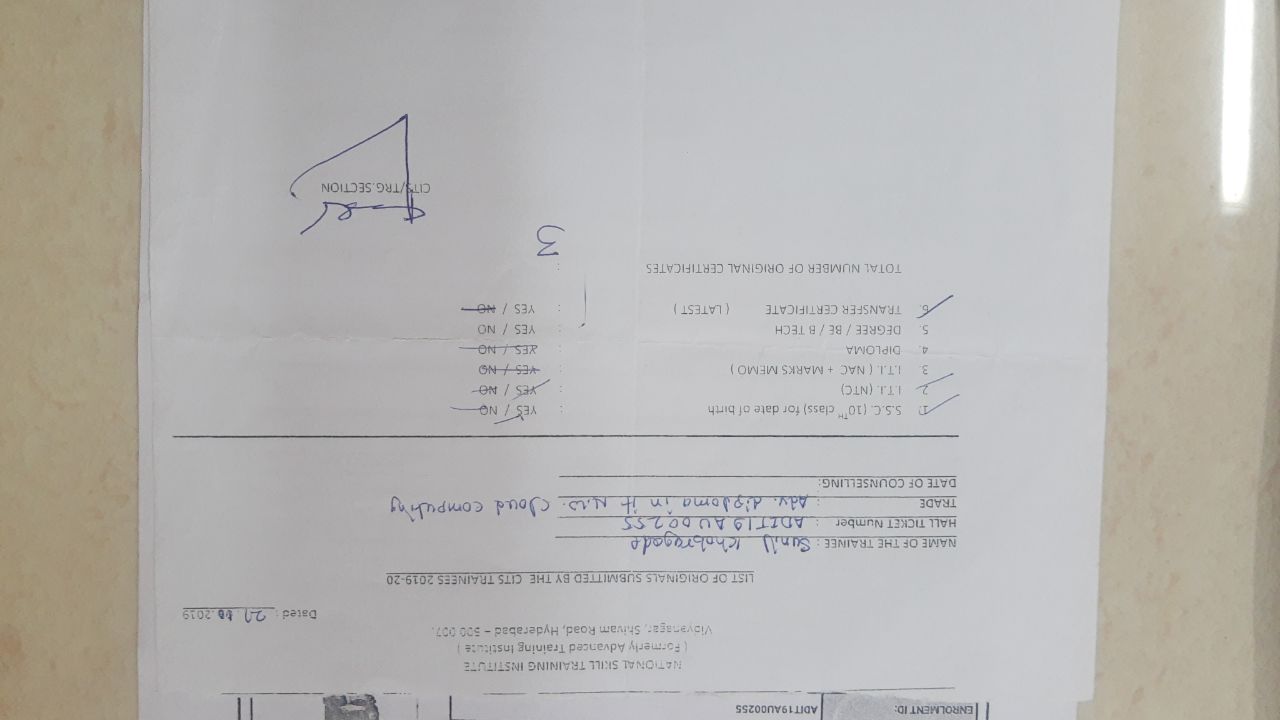 ENROLMENT ID: ADIT19AU00255
NATIONAL SKILL TRAINING INSTITUTE
( Formerly Advanced Training Institute )
Vidyanagar, Shivam Road, Hyderabad – 500 007.
Dated : 27 .2019
LIST OF ORIGINALS SUBMITTED BY THE CITS TRAINEES 2019-20
NAME OF THE TRAINEE : Sunil Khobragade
HALL TICKET Number : ADIT19AU00255
TRADE : Adv. diploma in it N.W. Cloud computing
DATE OF COUNSELLING:
1. S.S.C. (10TH class) for date of birth : YES / NO
2. I.T.I. (NTC) : YES / NO
3. I.T.I. ( NAC + MARKS MEMO ) : YES / NO
4. DIPLOMA : YES / NO
5. DEGREE / BE / B TECH : YES / NO
6. TRANSFER CERTIFICATE ( LATEST ) : YES / NO
TOTAL NUMBER OF ORIGINAL CERTIFICATES : 3
CITS/TRG.SECTION